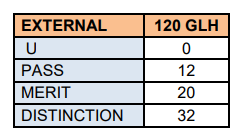 EXTERNAL 120 GLH
U 0
PASS 12
MERIT 20
DISTINCTION 32